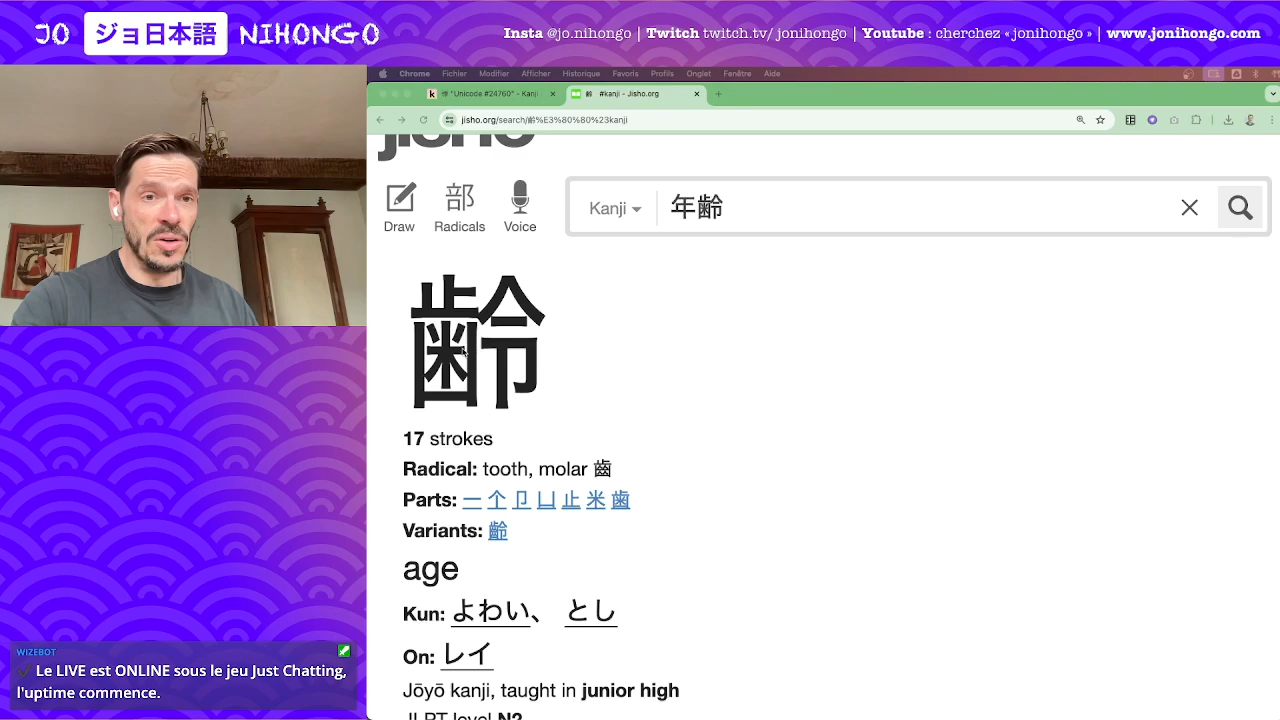 JO ジョ日本語 NIHONGO
Insta @jo.nihongo | Twitch twitch.tv/ jonihongo | Youtube : cherchez « jonihongo » | www.jonihongo.com
Chrome Fichier Modifier Afficher Historique Favoris Profils Onglet Fenêtre Aide
"Unicode #24760" - Kanji
齢 #kanji - Jisho.org
jisho.org/search/齢%E3%80%80%23kanji
jisho
部
Draw Radicals Voice
Kanji 年齢
齢
17 strokes
Radical: tooth, molar 齒
Parts: 一 个 卩 凵 止 米 歯
Variants: 齡
age
Kun: よわい、 とし
On: レイ
Jōyō kanji, taught in junior high
JLPT level N2
WIZEBOT
✓ Le LIVE est ONLINE sous le jeu Just Chatting,
l'uptime commence.